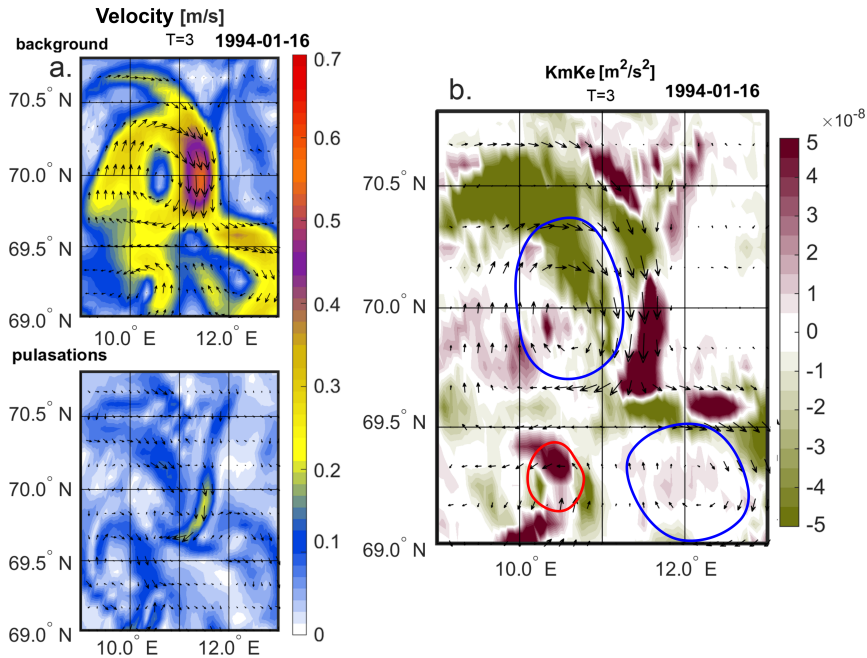 Velocity [m/s]
background T=3 1994-01-16
a.
70.5° N
70.0° N
69.5° N
69.0° N
10.0° E 12.0° E
pulasations
70.5° N
70.0° N
69.5° N
69.0° N
10.0° E 12.0° E
0.7
0.6
0.5
0.4
0.3
0.2
0.1
0
b.
KmKe [m²/s²]
T=3 1994-01-16
70.5° N
70.0° N
69.5° N
69.0° N
10.0° E 12.0° E
×10⁻⁸
5
4
3
2
1
0
-1
-2
-3
-4
-5